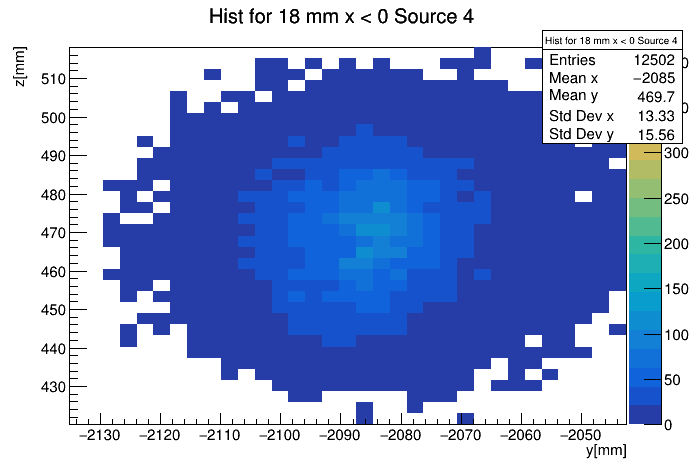 Hist for 18 mm x < 0 Source 4
Hist for 18 mm x < 0 Source 4
Entries 12502
Mean x −2085
Mean y 469.7
Std Dev x 13.33
Std Dev y 15.56
z[mm]
510
500
490
480
470
460
450
440
430
0
0
300
250
200
150
100
50
0
−2130 −2120 −2110 −2100 −2090 −2080 −2070 −2060 −2050
y[mm]